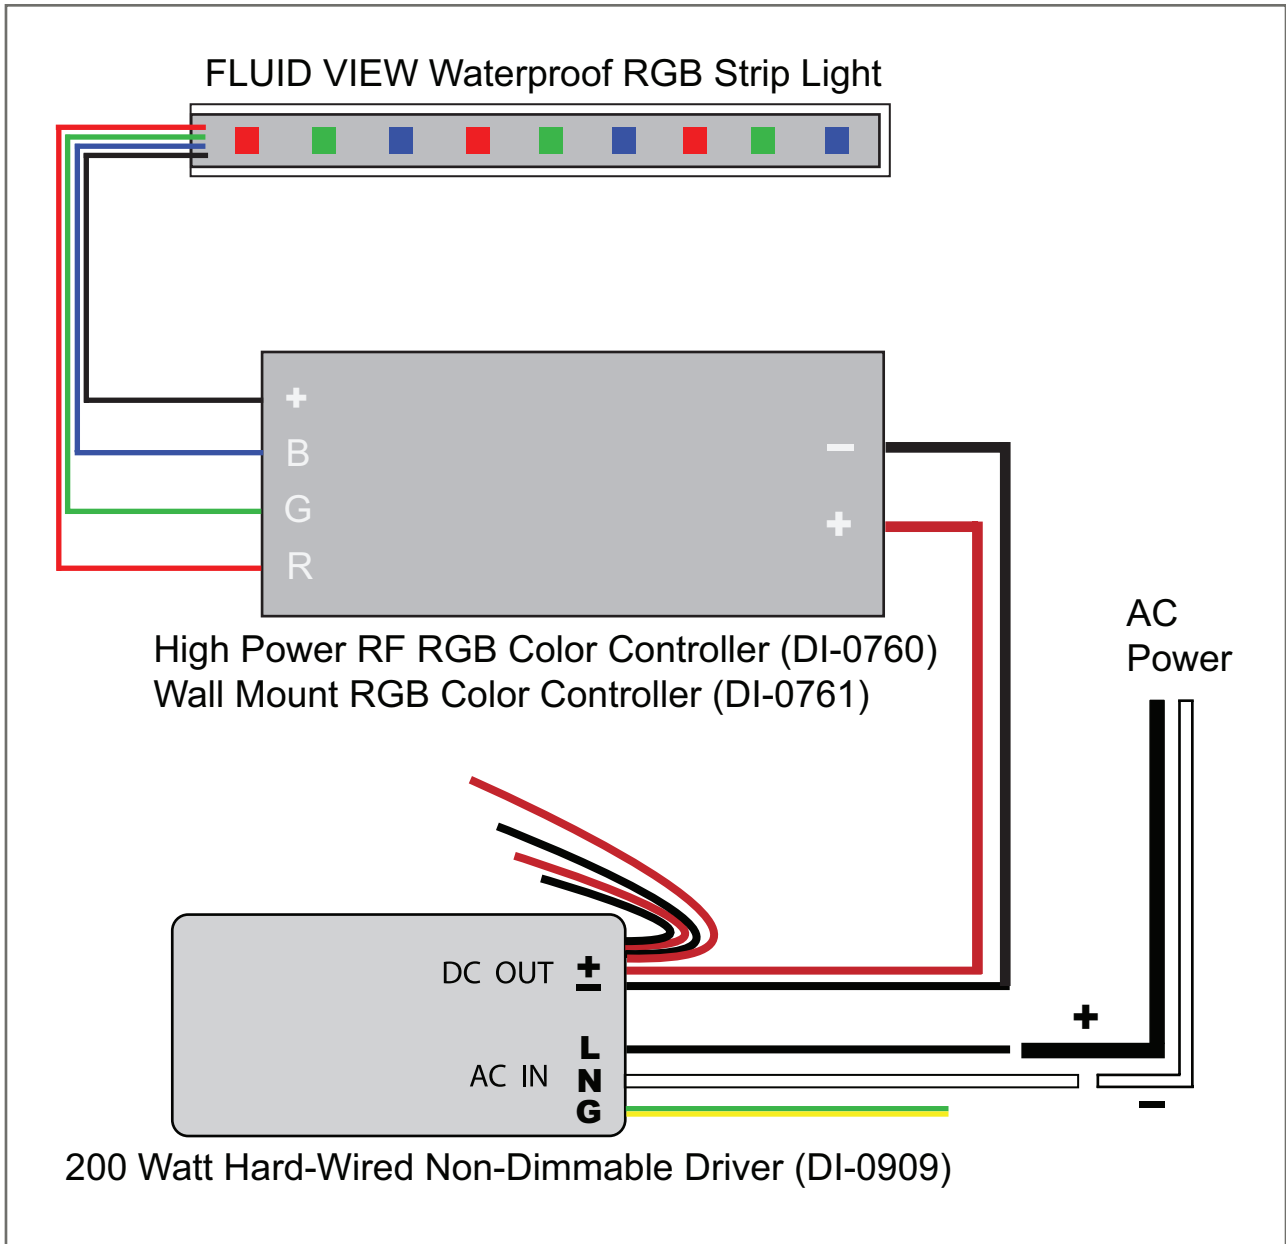 FLUID VIEW Waterproof RGB Strip Light
+
B
G
R
−
+
High Power RF RGB Color Controller (DI-0760)
Wall Mount RGB Color Controller (DI-0761)
AC
Power
DC OUT +
−
+
L
AC IN N
G
−
200 Watt Hard-Wired Non-Dimmable Driver (DI-0909)